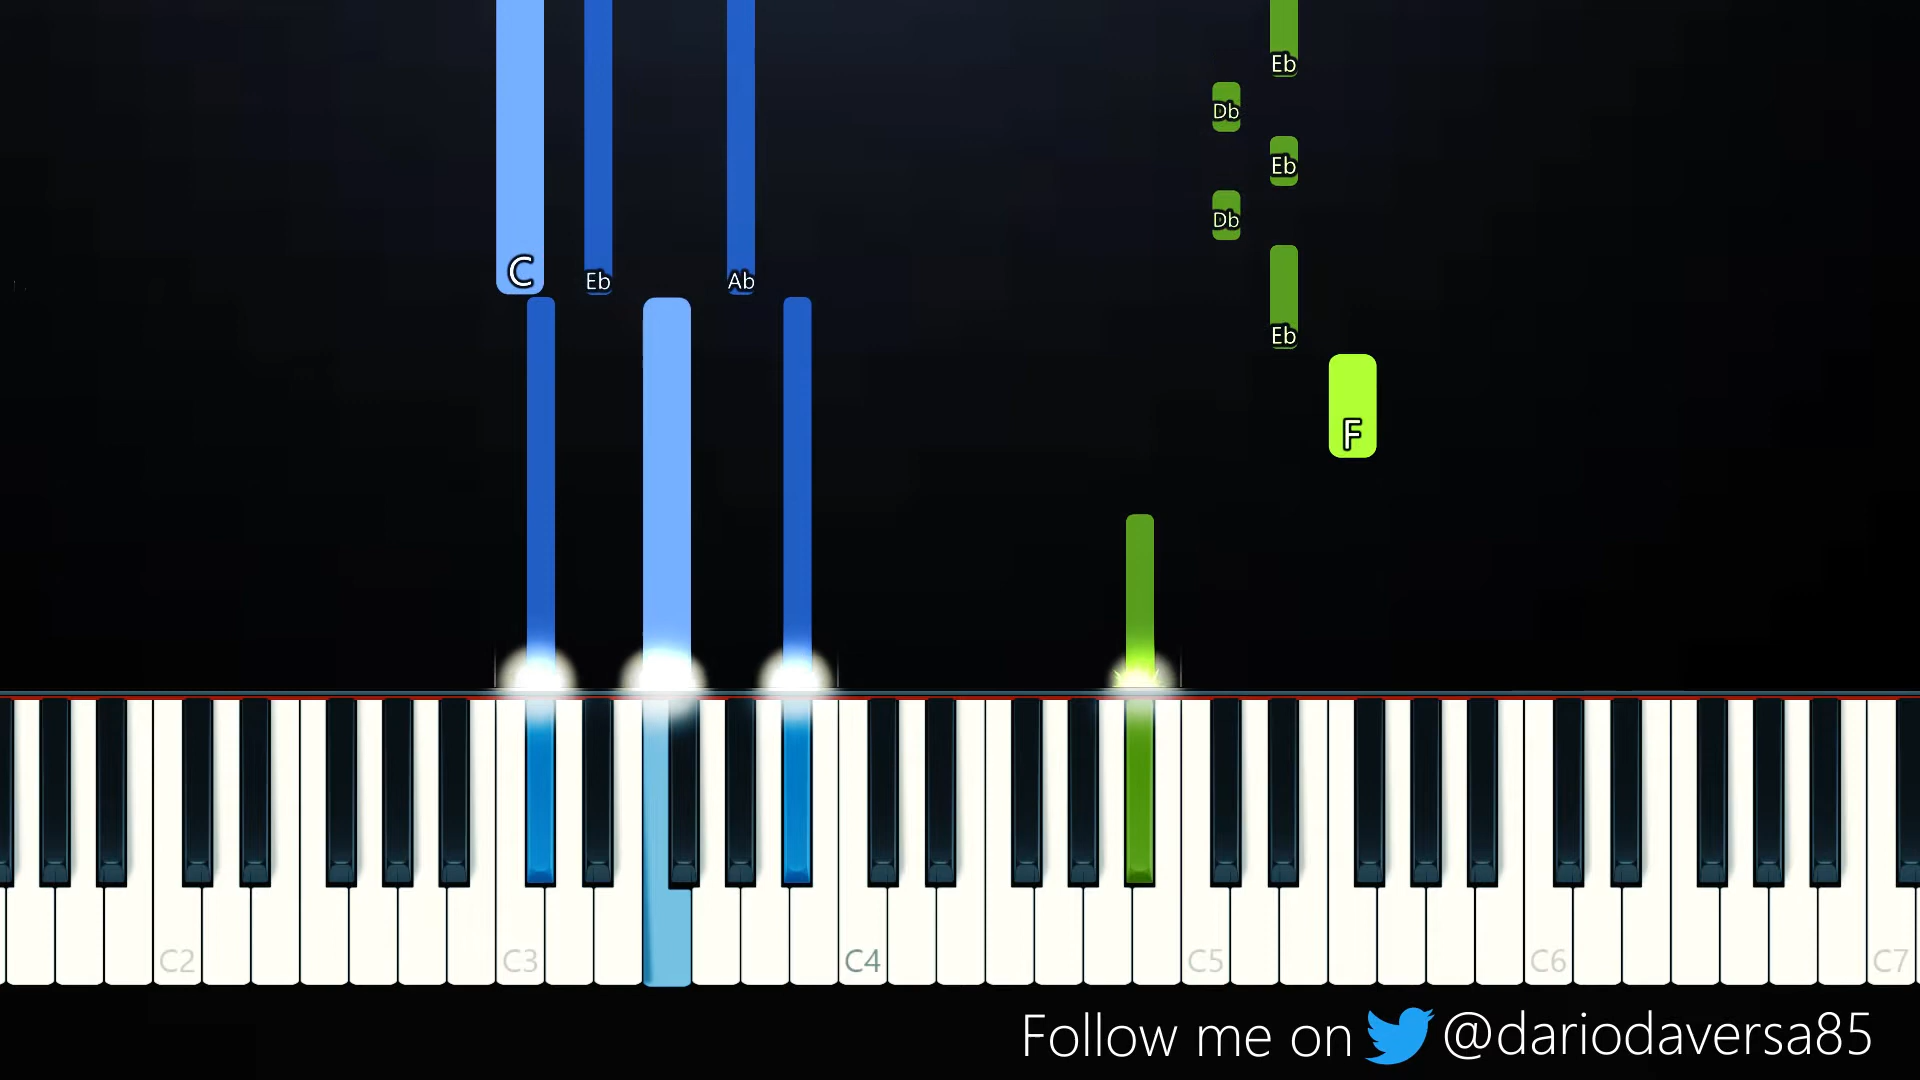 Eb
Db
Eb
Db
C Eb Ab
Eb
F
C2 C3 C4 C5 C6 C7
Follow me on @dariodaversa85